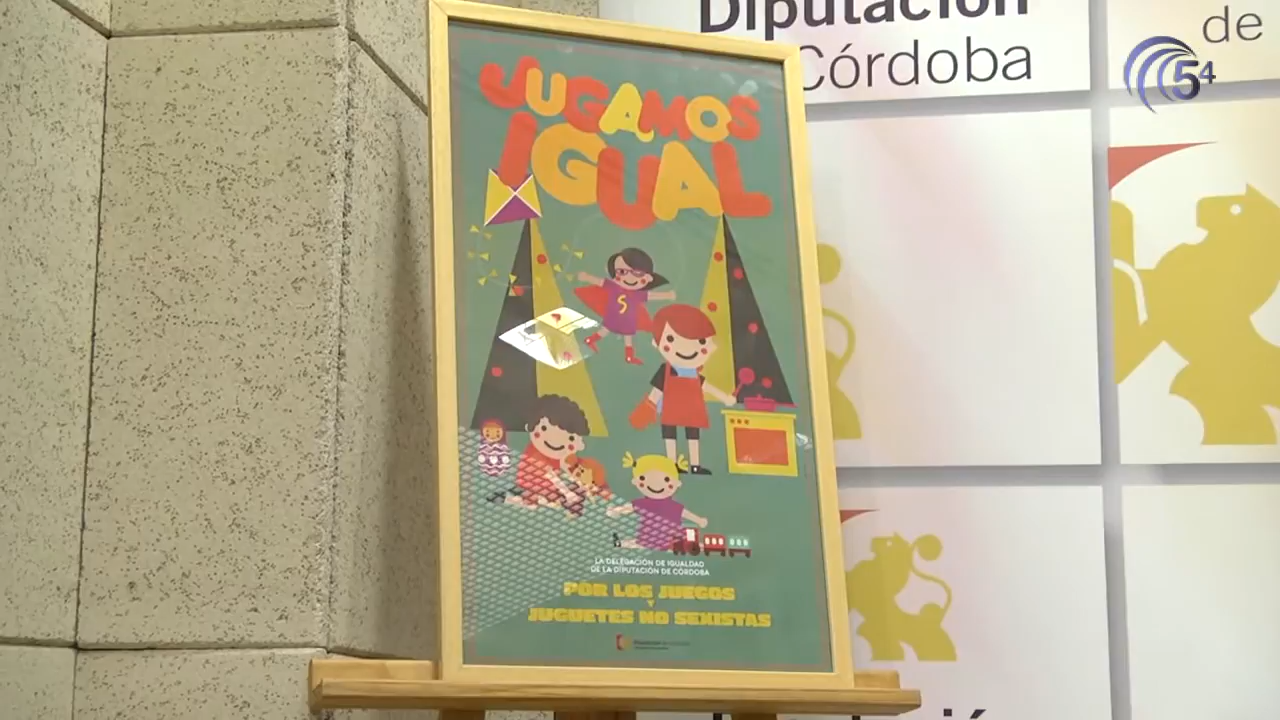 Diputación
Córdoba
de
54
JUGAMOS
IGUAL
S
LA DELEGACIÓN DE IGUALDAD
DE LA DIPUTACIÓN DE CÓRDOBA
POR LOS JUEGOS
Y
JUGUETES NO SEXISTAS